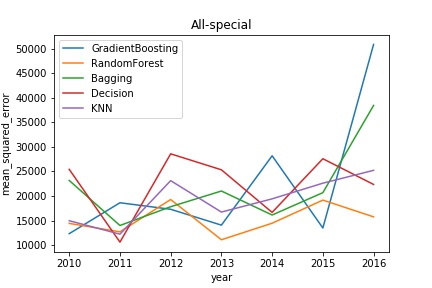 All-special
GradientBoosting
RandomForest
Bagging
Decision
KNN
50000
45000
40000
35000
30000
25000
20000
15000
10000
mean_squared_error
2010 2011 2012 2013 2014 2015 2016
year